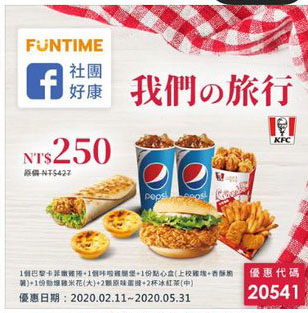 FUNTIME
f 社團
好康
我們の旅行
KFC
NT$250
原價 NT$427
pepsi
pepsi
1個巴黎卡菲嫩雞捲+1個咔啦雞腿堡+1份點心盒(上校雞塊+香酥脆
薯)+1份勁爆雞米花(大)+2顆原味蛋撻+2杯冰紅茶(中)
優惠日期：2020.02.11~2020.05.31
優惠代碼
20541